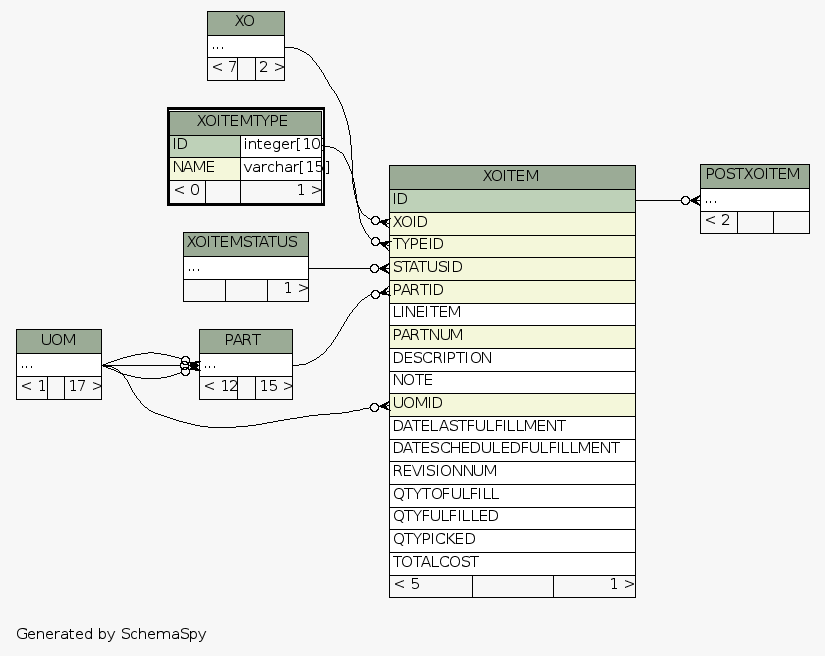 XO
...
< 7 2 >
XOITEMTYPE
ID integer[10]
NAME varchar[15]
< 0 1 >
XOITEMSTATUS
...
1 >
UOM
...
< 1 17 >
PART
...
< 12 15 >
XOITEM
ID
XOID
TYPEID
STATUSID
PARTID
LINEITEM
PARTNUM
DESCRIPTION
NOTE
UOMID
DATELASTFULFILLMENT
DATESCHEDULEDFULFILLMENT
REVISIONNUM
QTYTOFULFILL
QTYFULFILLED
QTYPICKED
TOTALCOST
< 5 1 >
POSTXOITEM
...
< 2
Generated by SchemaSpy